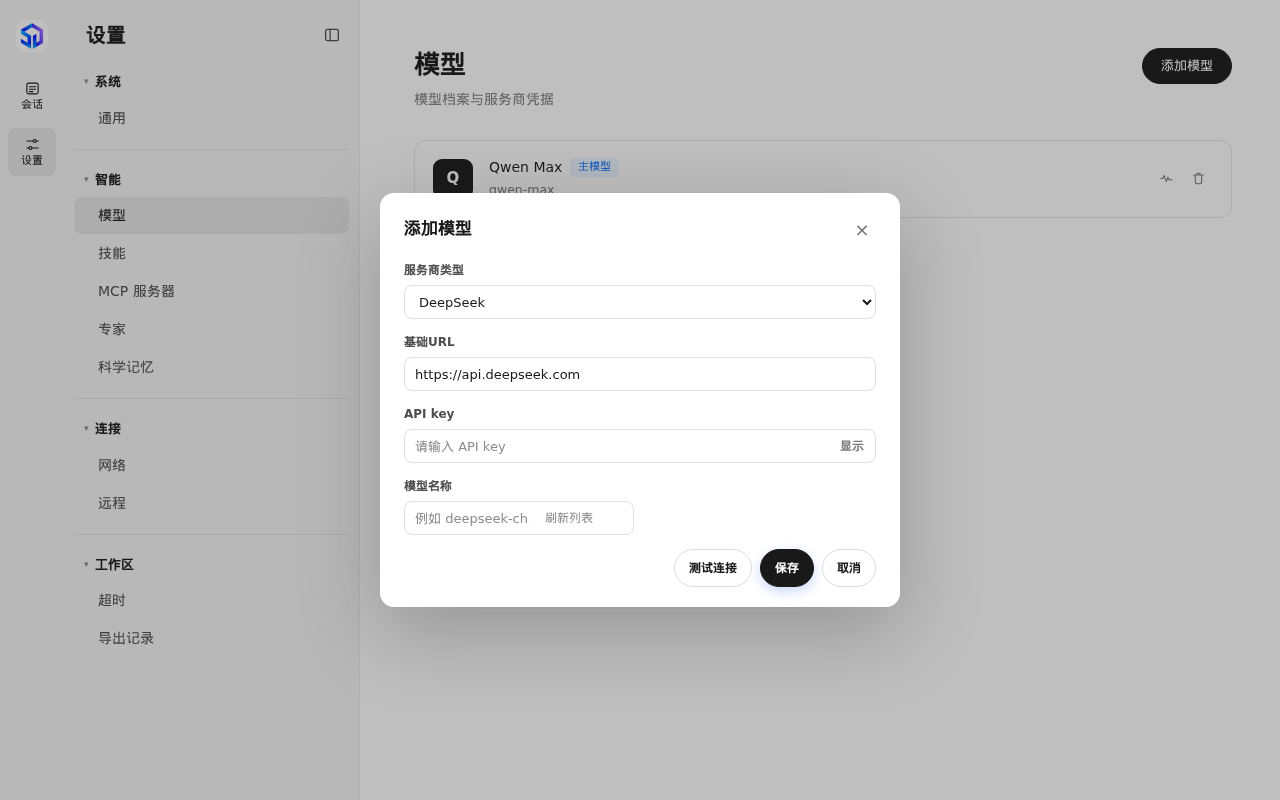 设置
会话
设置
系统
通用
智能
模型
技能
MCP 服务器
专家
科学记忆
连接
网络
远程
工作区
超时
导出记录
模型
添加模型
模型档案与服务商凭据
Q
Qwen Max 主模型
qwen-max
添加模型
服务商类型
DeepSeek
基础URL
https://api.deepseek.com
API key
请输入 API key 显示
模型名称
例如 deepseek-ch 刷新列表
测试连接 保存 取消